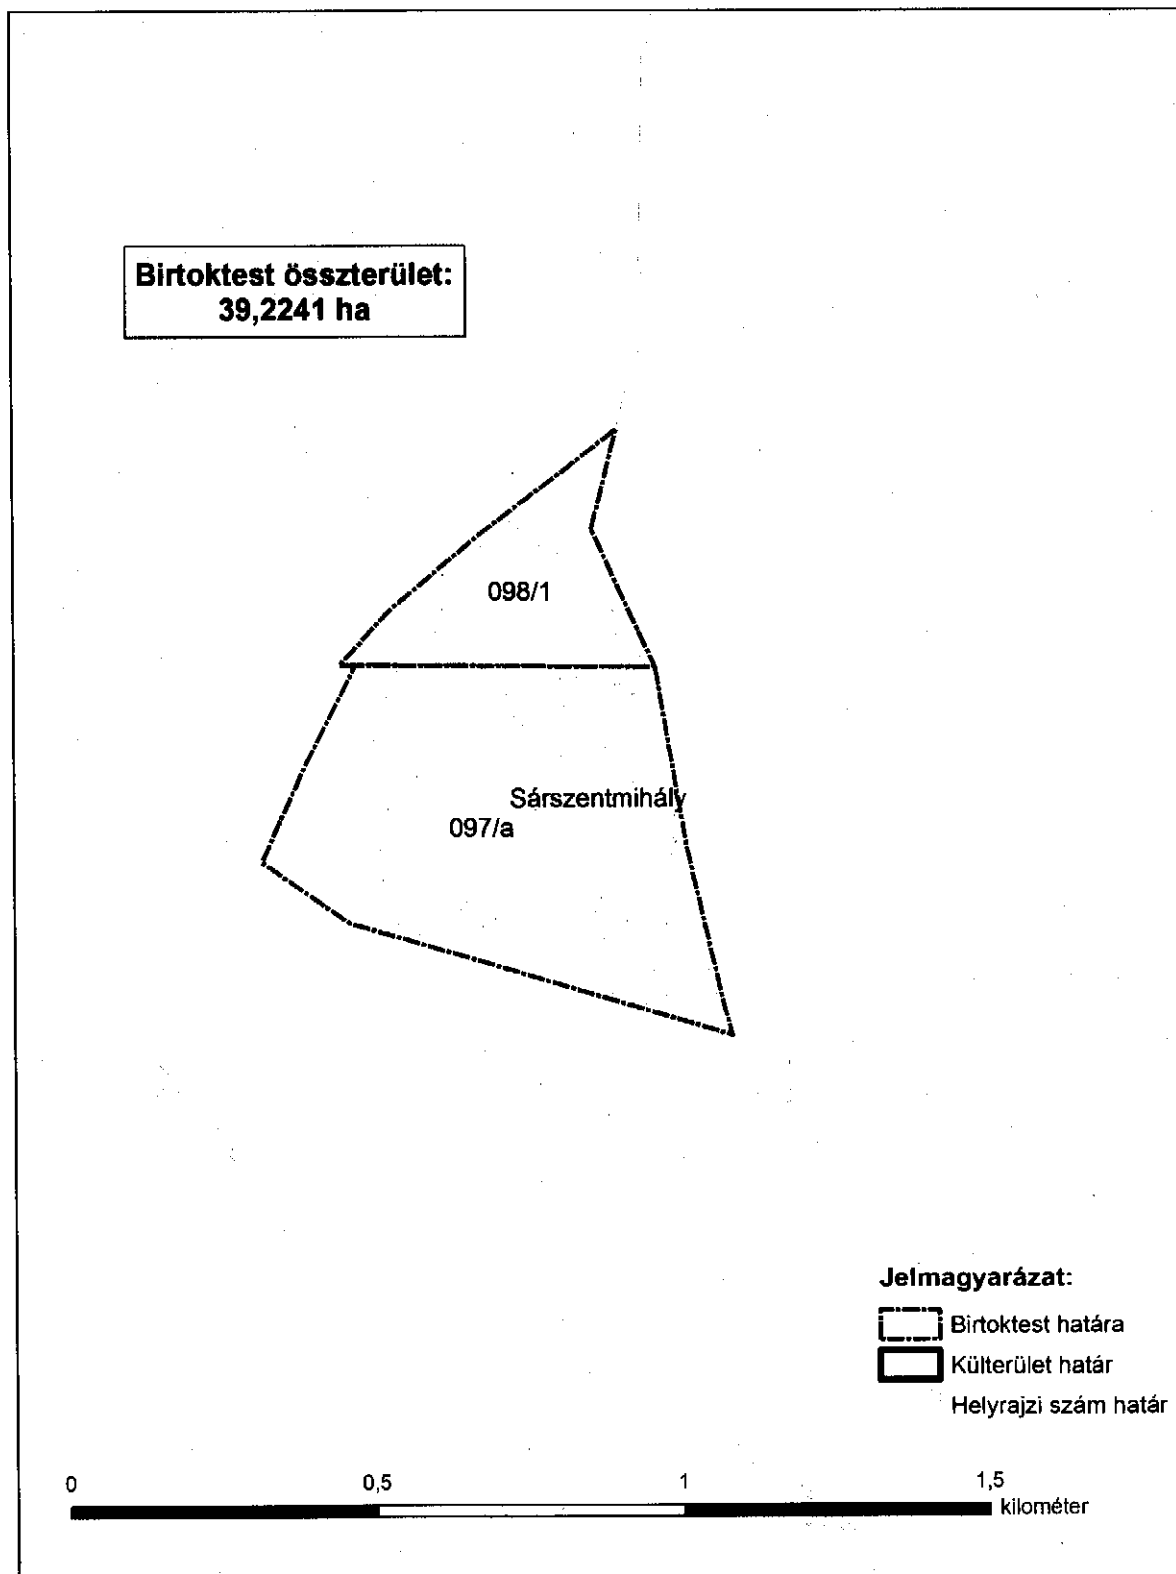 Birtoktest összterület:
39,2241 ha
098/1
Sárszentmihály
097/a
Jelmagyarázat:
Birtoktest határa
Külterület határ
Helyrajzi szám határ
0 0,5 1 1,5
kilométer